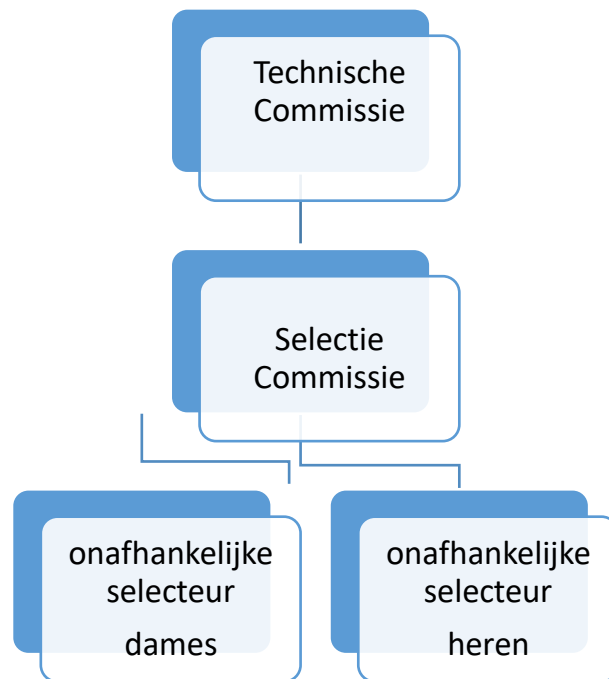 Technische
Commissie
Selectie
Commissie
onafhankelijke
selecteur
dames
onafhankelijke
selecteur
heren